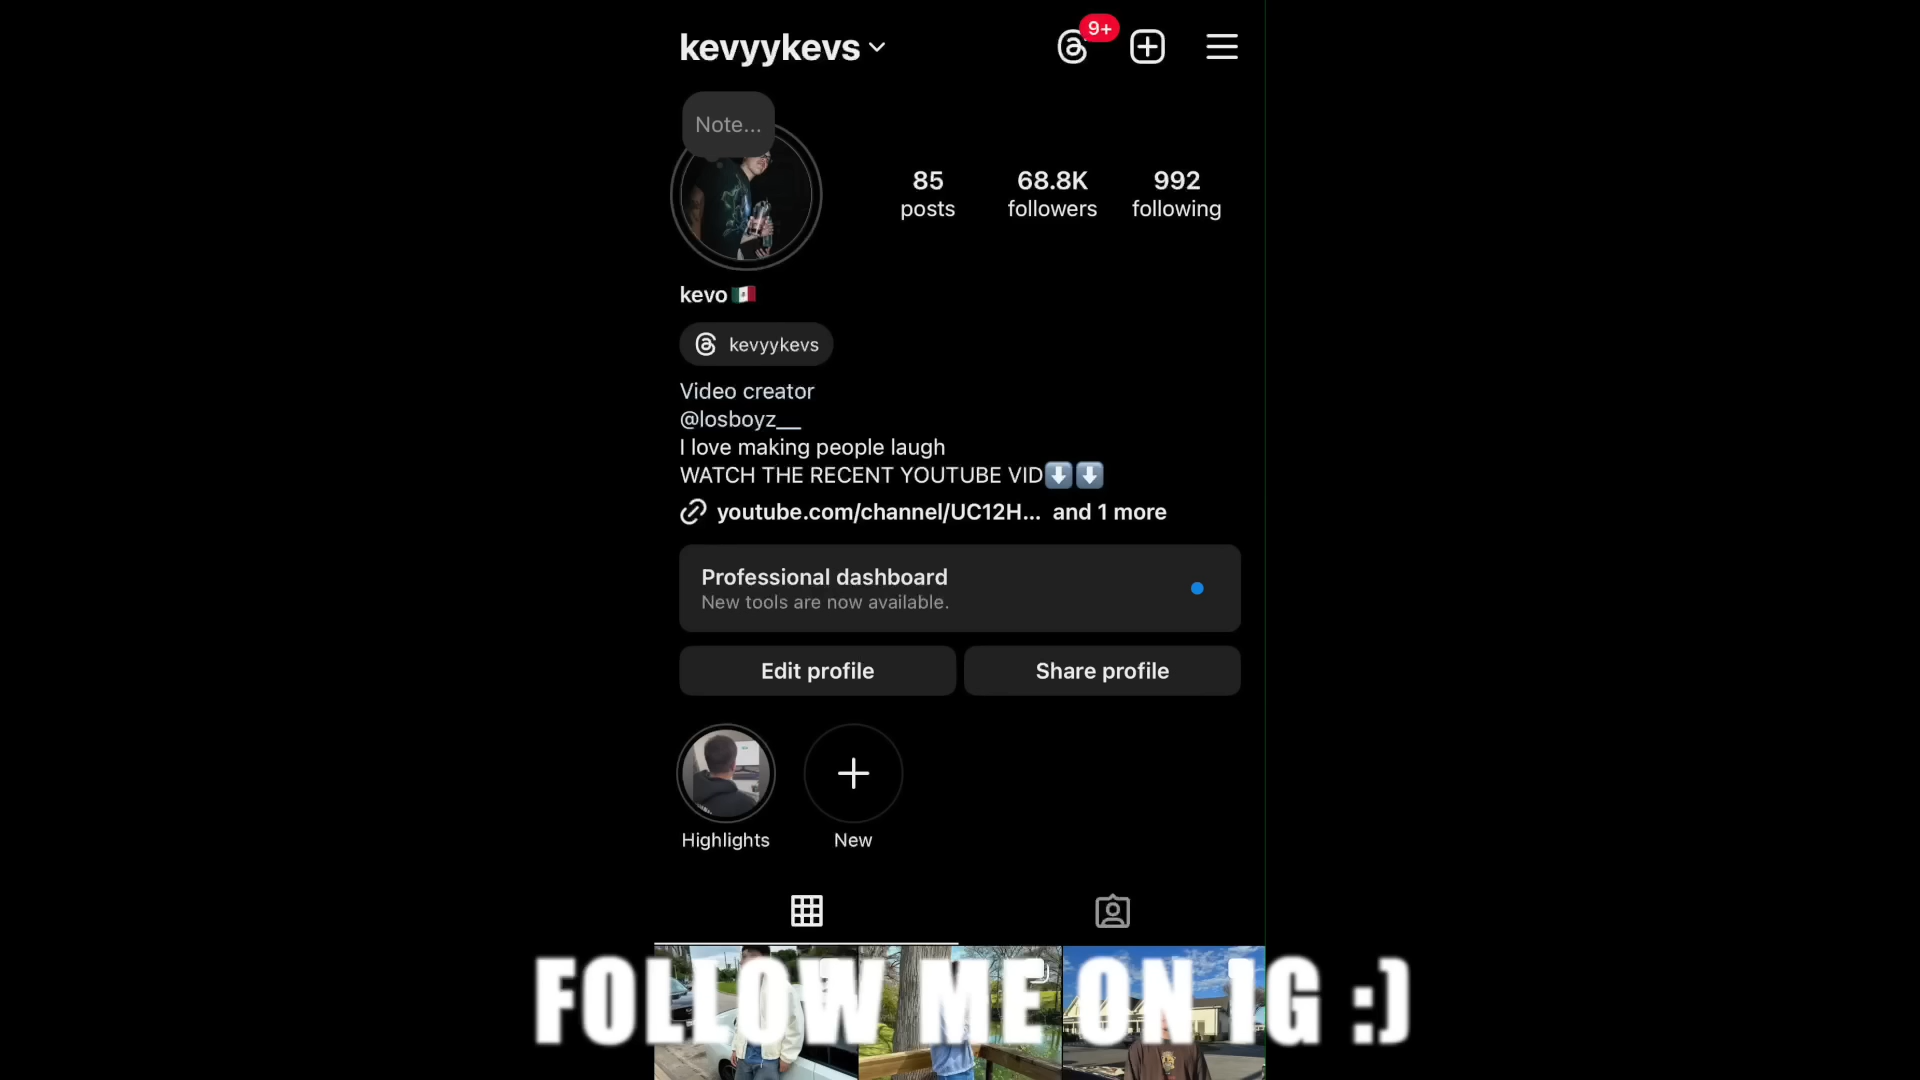 kevyykevs
9+
Note...
85 posts
68.8K followers
992 following
kevo🇲🇽
kevyykevs
Video creator
@losboyz__
I love making people laugh
WATCH THE RECENT YOUTUBE VID⬇️⬇️
youtube.com/channel/UC12H... and 1 more
Professional dashboard
New tools are now available.
Edit profile
Share profile
Highlights
New
FOLLOW ME ON 1G :)